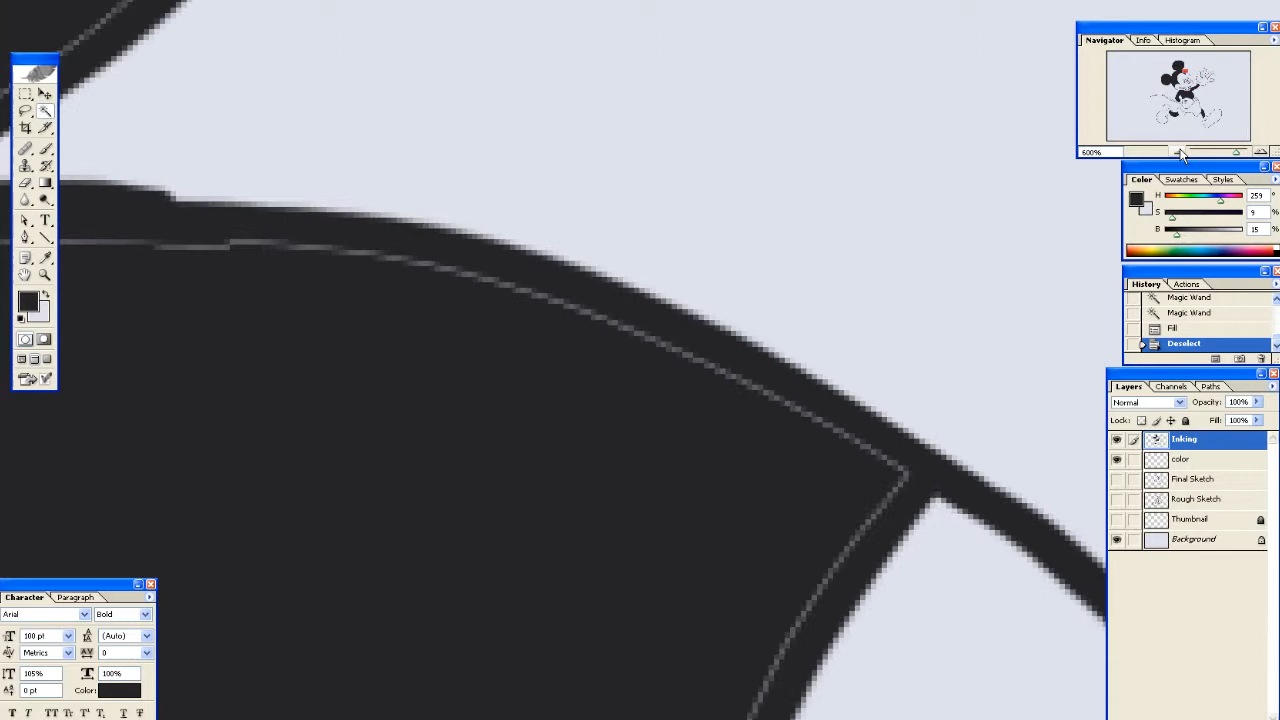 Navigator Info Histogram
600%
Color Swatches Styles
H 259 °
S 9 %
B 15 %
History Actions
Magic Wand
Magic Wand
Fill
Deselect
Layers Channels Paths
Normal Opacity: 100%
Lock: Fill: 100%
Inking
color
Final Sketch
Rough Sketch
Thumbnail
Background
Character Paragraph
Arial Bold
100 pt (Auto)
Metrics 0
105% 100%
0 pt Color:
T T TT Tr T' T, T T